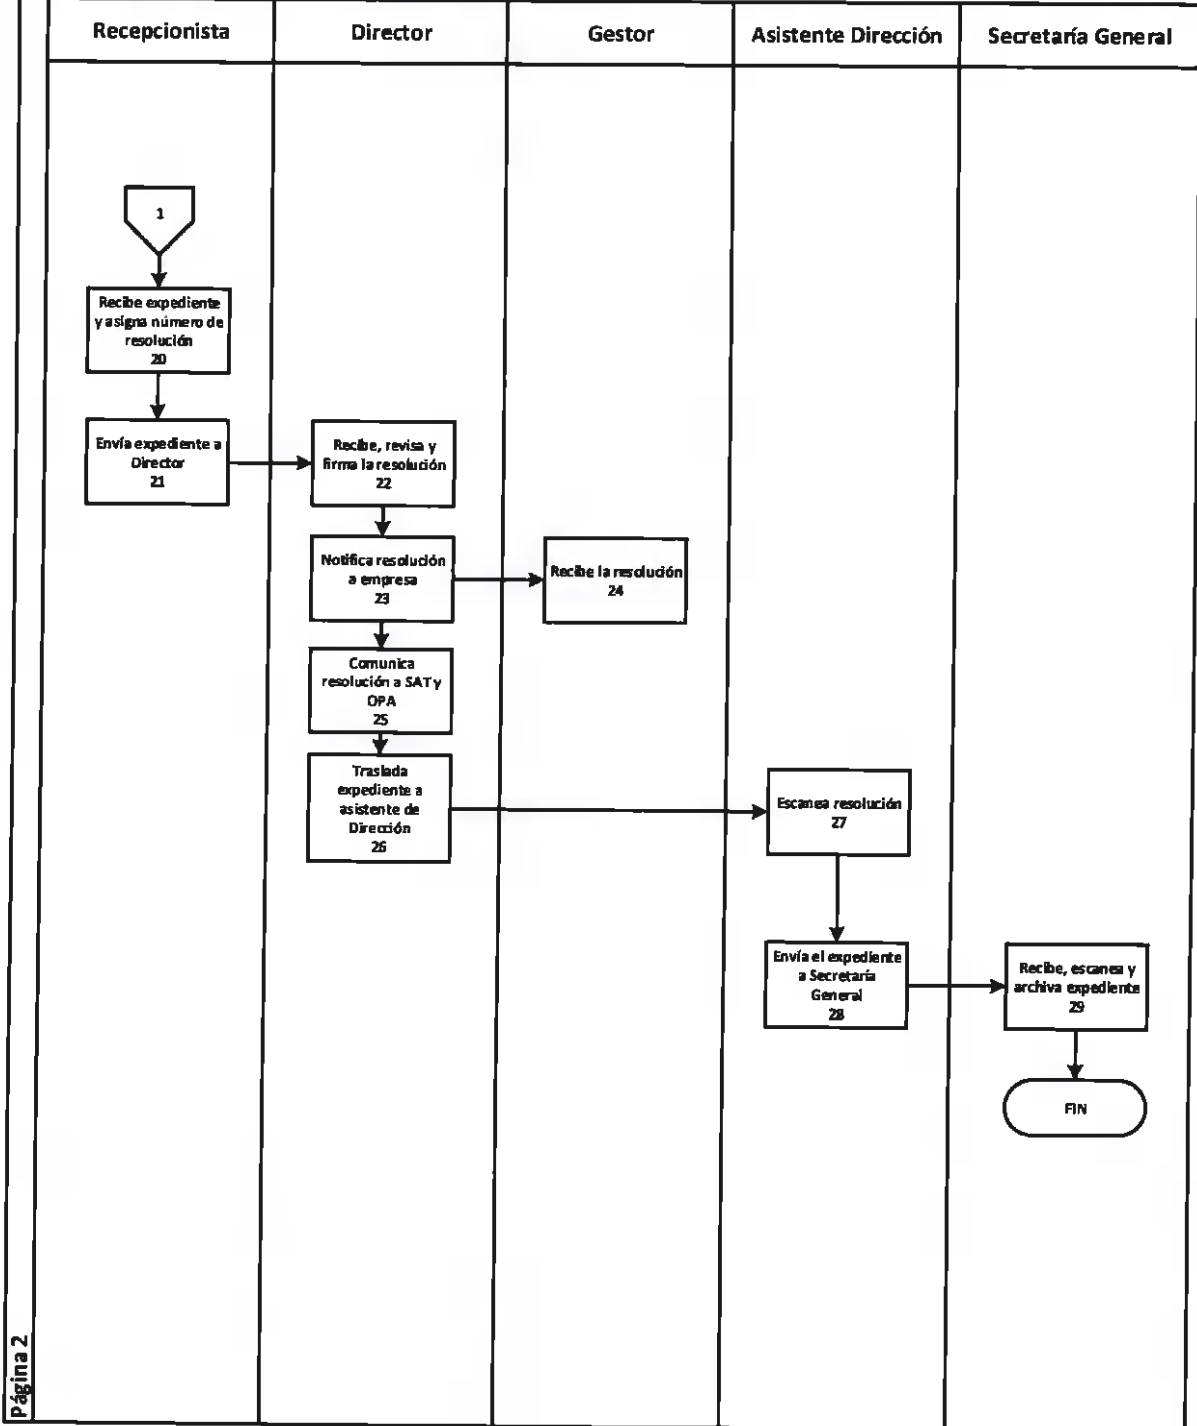 Recepcionista
Director
Gestor
Asistente Dirección
Secretaría General
1
Recibe expediente
y asigna número de
resolución
20
Envía expediente a
Director
21
Recibe, revisa y
firma la resolución
22
Notifica resolución
a empresa
23
Recibe la resolución
24
Comunica
resolución a SAT y
OPA
25
Traslada
expediente a
asistente de
Dirección
26
Escanea resolución
27
Envía el expediente
a Secretaría
General
28
Recibe, escanea y
archiva expediente
29
FIN
Página 2